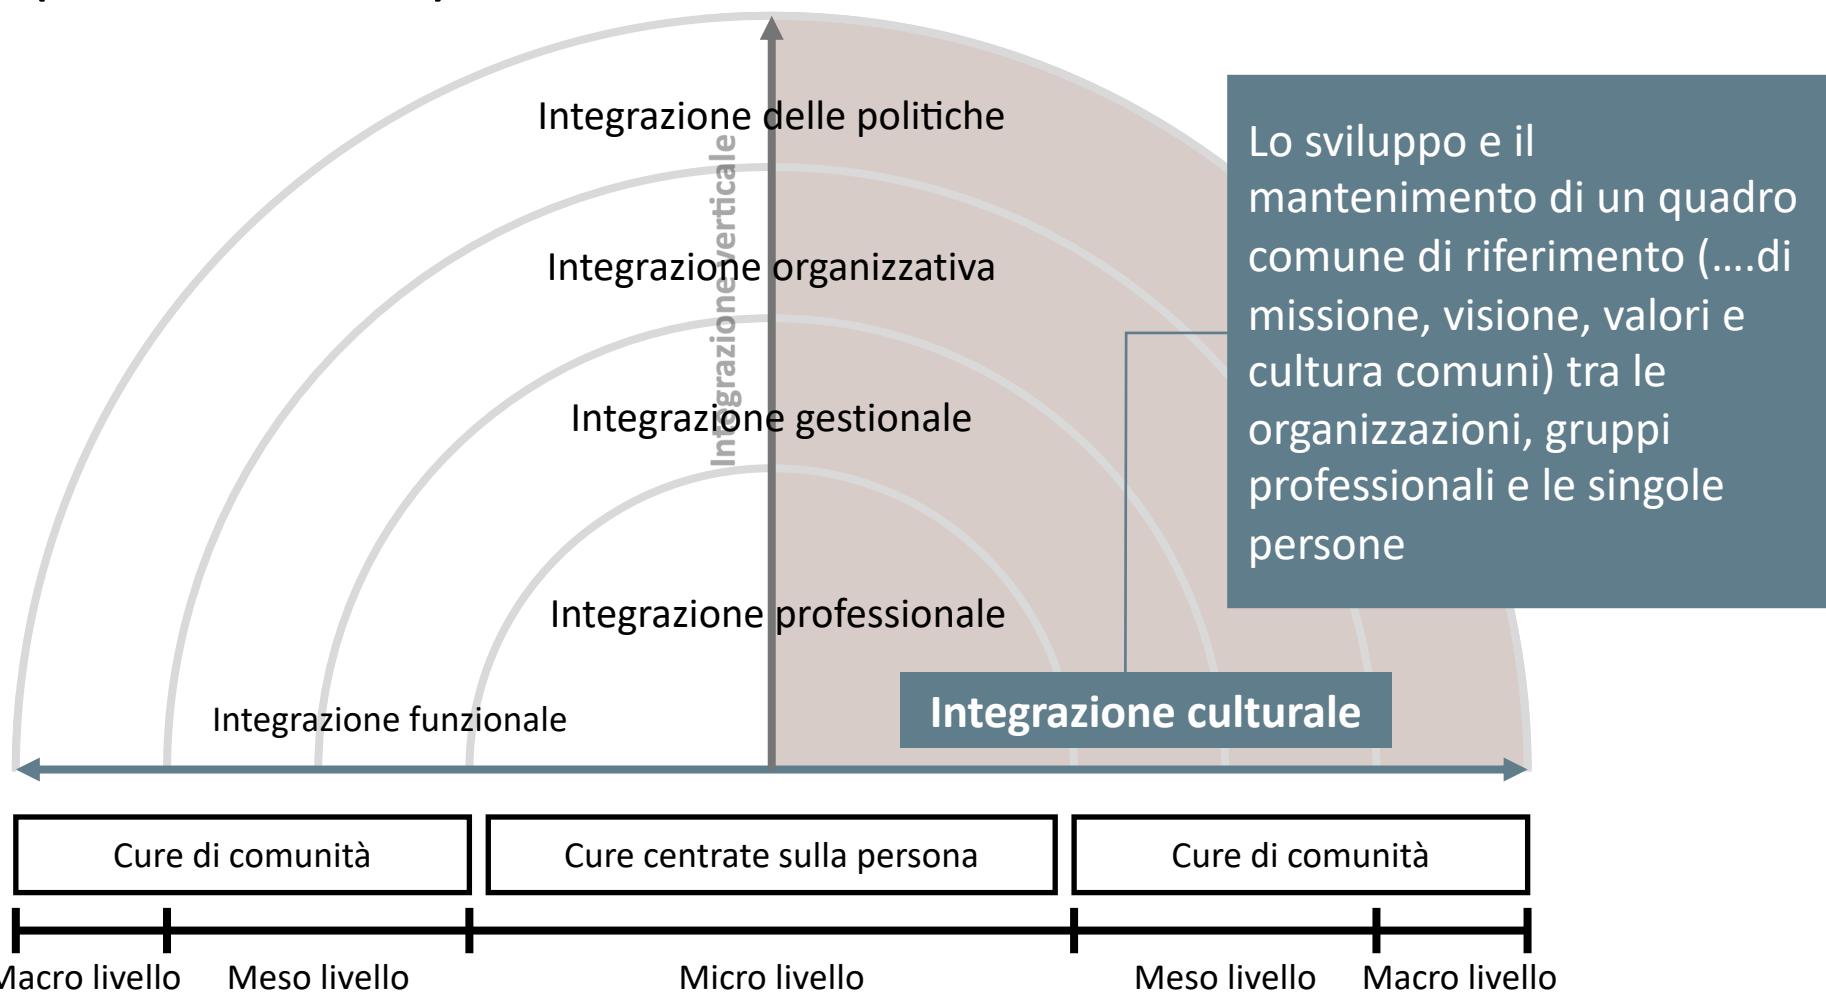 Integrazione delle politiche
Integrazione verticale
Integrazione organizzativa
Integrazione gestionale
Integrazione professionale
Integrazione funzionale
Integrazione culturale
Lo sviluppo e il
mantenimento di un quadro
comune di riferimento (....di
missione, visione, valori e
cultura comuni) tra le
organizzazioni, gruppi
professionali e le singole
persone
Cure di comunità
Cure centrate sulla persona
Cure di comunità
Macro livello
Meso livello
Micro livello
Meso livello
Macro livello